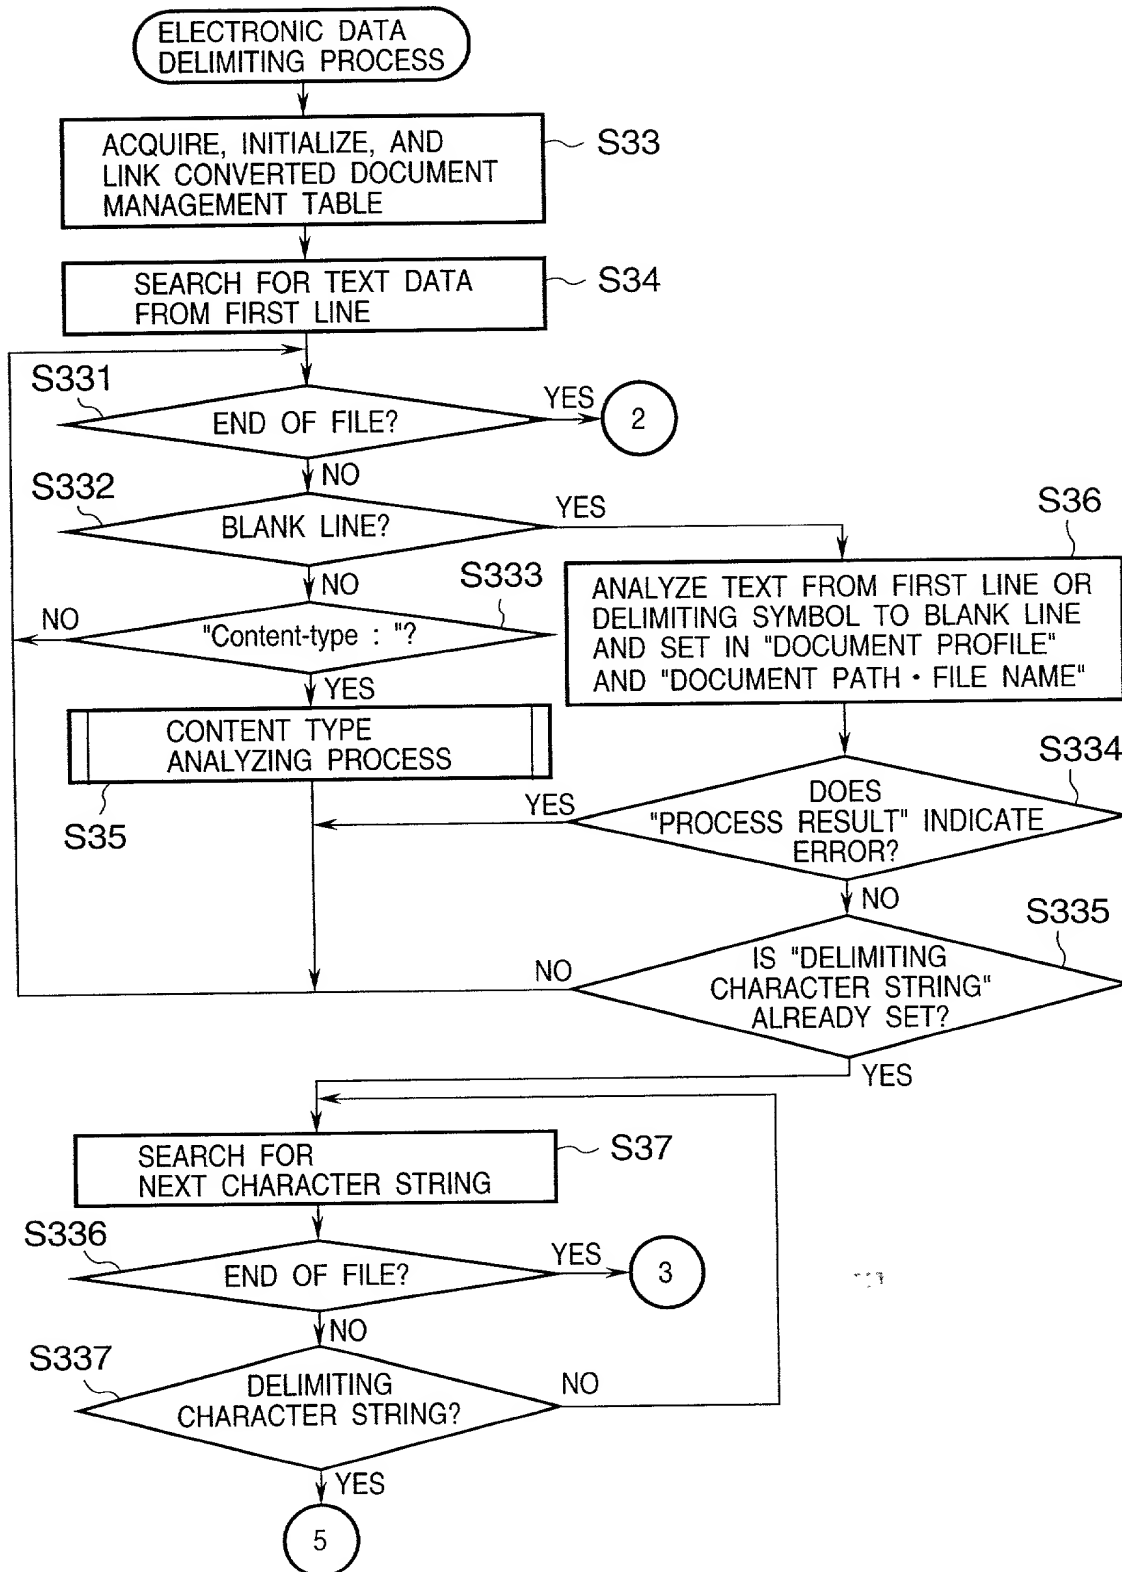 ELECTRONIC DATA
DELIMITING PROCESS
ACQUIRE, INITIALIZE, AND
LINK CONVERTED DOCUMENT
MANAGEMENT TABLE
S33
SEARCH FOR TEXT DATA
FROM FIRST LINE
S34
S331
END OF FILE?
YES
2
NO
S332
BLANK LINE?
YES
NO
S36
ANALYZE TEXT FROM FIRST LINE OR
DELIMITING SYMBOL TO BLANK LINE
AND SET IN "DOCUMENT PROFILE"
AND "DOCUMENT PATH・FILE NAME"
S333
NO
"Content-type : "?
YES
CONTENT TYPE
ANALYZING PROCESS
S35
S334
YES
DOES
"PROCESS RESULT" INDICATE
ERROR?
NO
S335
NO
IS "DELIMITING
CHARACTER STRING"
ALREADY SET?
YES
SEARCH FOR
NEXT CHARACTER STRING
S37
S336
END OF FILE?
YES
3
NO
S337
DELIMITING
CHARACTER STRING?
NO
YES
5